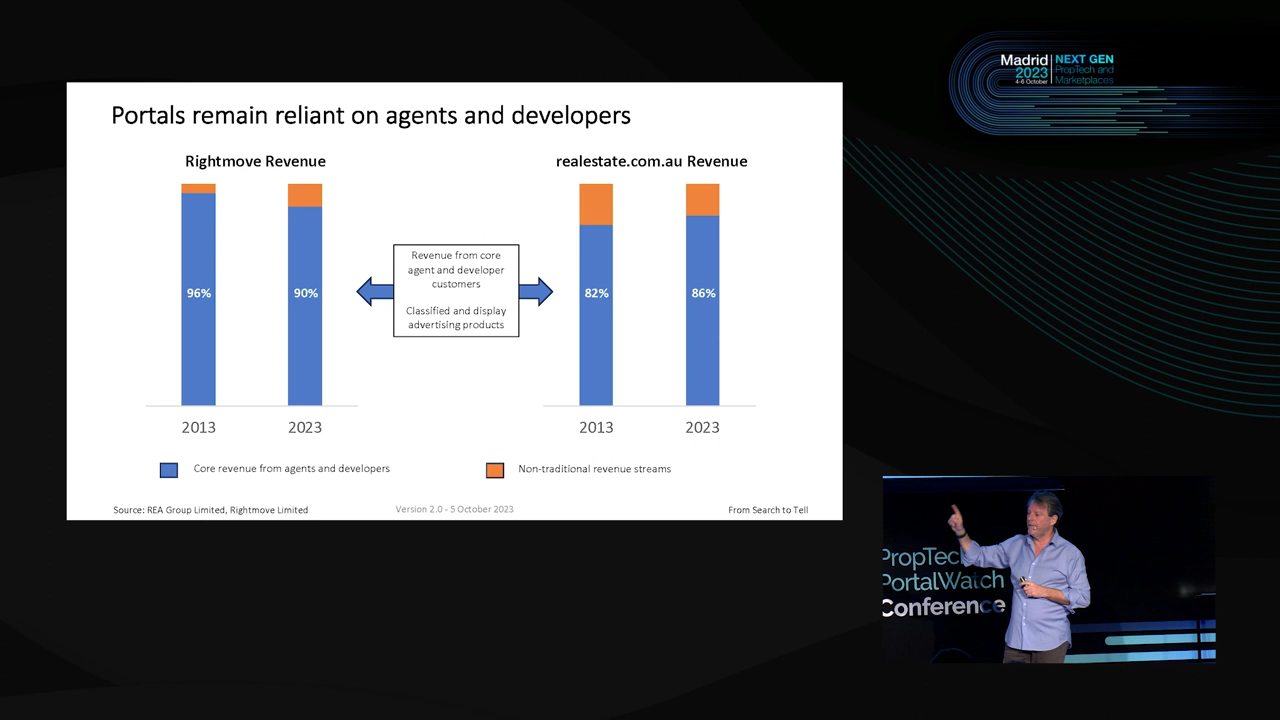 Madrid
2023
4-6 October
NEXT GEN
PropTech and
Marketplaces
Portals remain reliant on agents and developers
Rightmove Revenue
realestate.com.au Revenue
96%
90%
82%
86%
Revenue from core
agent and developer
customers
Classified and display
advertising products
2013
2023
2013
2023
Core revenue from agents and developers
Non-traditional revenue streams
Source: REA Group Limited, Rightmove Limited
Version 2.0 - 5 October 2023
From Search to Tell
PropTec
PortalWatch
Conference